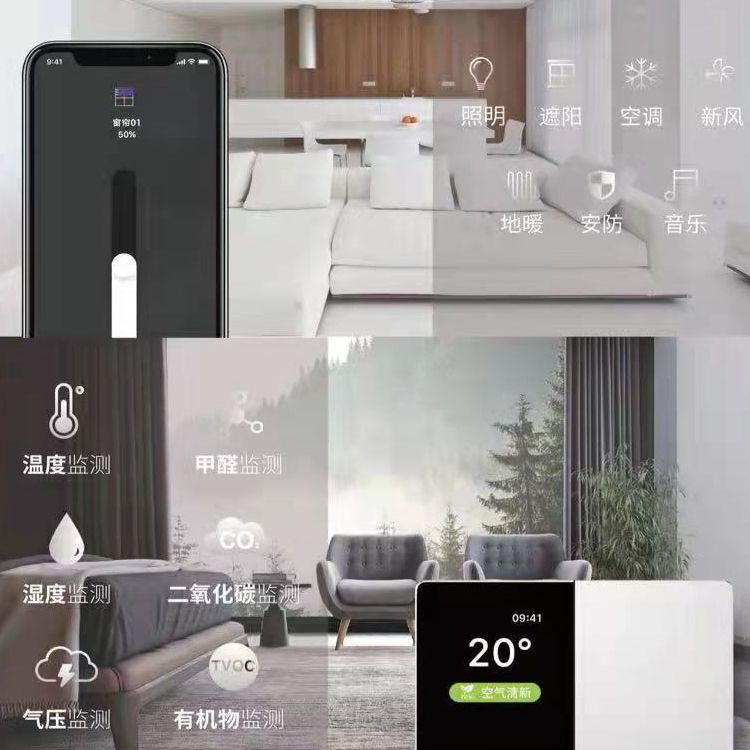 9:41
窗帘01
50%
照明
遮阳
空调
新风
地暖
安防
音乐
温度监测
甲醛监测
CO₂
湿度监测
二氧化碳监测
TVOC
气压监测
有机物监测
09:41
20°
空气清新